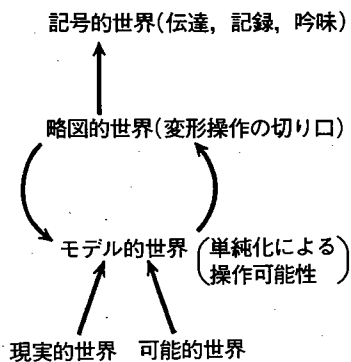 記号的世界(伝達，記録，吟味)
略図的世界(変形操作の切り口)
モデル的世界(単純化による
操作可能性)
現実的世界 可能的世界